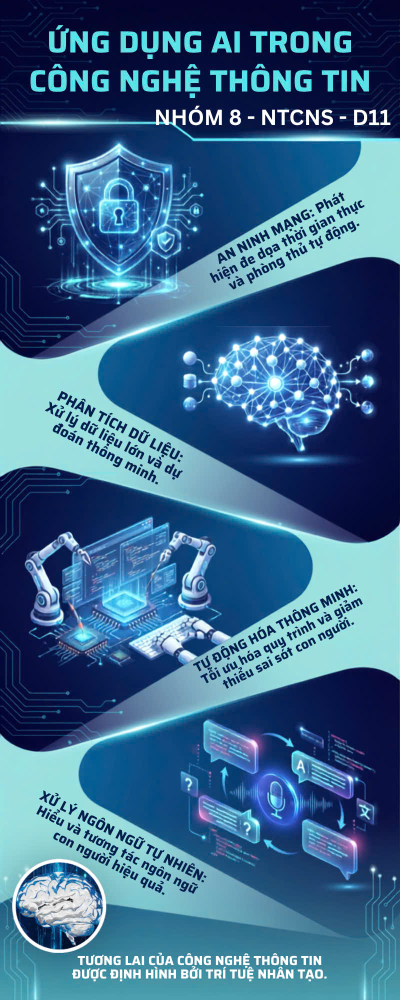 ỨNG DỤNG AI TRONG
CÔNG NGHỆ THÔNG TIN
NHÓM 8 - NTCNS - D11
AN NINH MẠNG: Phát
hiện đe dọa thời gian thực
và phòng thủ tự động.
PHÂN TÍCH DỮ LIỆU:
Xử lý dữ liệu lớn và dự
đoán thông minh.
TỰ ĐỘNG HÓA THÔNG MINH:
Tối ưu hóa quy trình và giảm
thiểu sai sót con người.
A
?
?
文
XỬ LÝ NGÔN NGỮ TỰ NHIÊN:
Hiểu và tương tác ngôn ngữ
con người hiệu quả.
TƯƠNG LAI CỦA CÔNG NGHỆ THÔNG TIN
ĐƯỢC ĐỊNH HÌNH BỞI TRÍ TUỆ NHÂN TẠO.